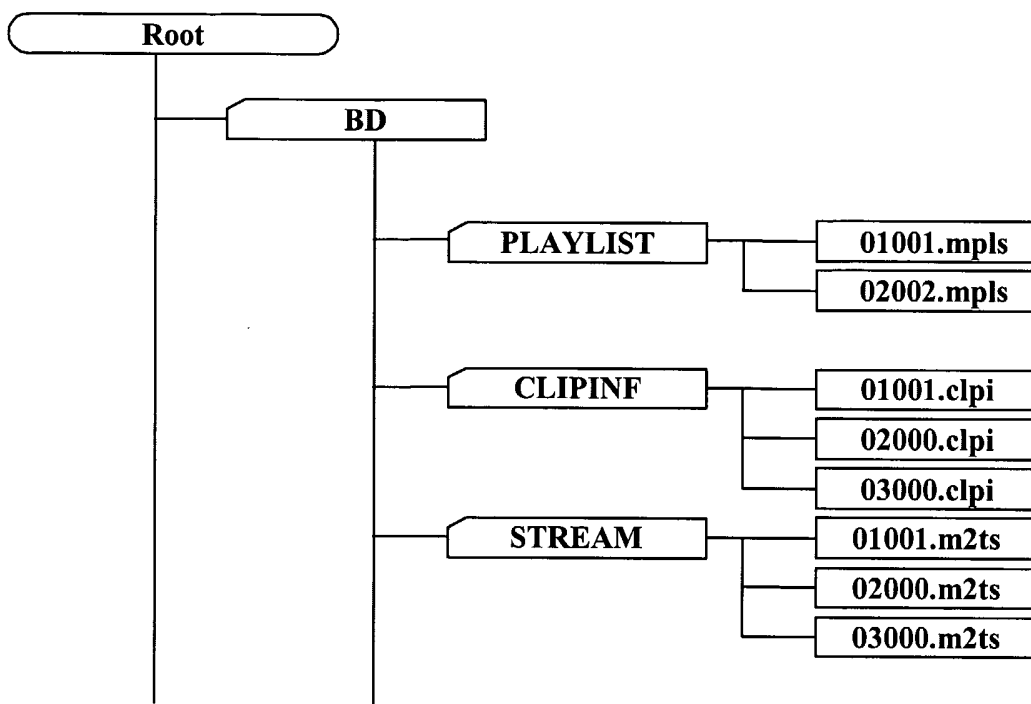 Root
BD
PLAYLIST
01001.mpls
02002.mpls
CLIPINF
01001.clpi
02000.clpi
03000.clpi
STREAM
01001.m2ts
02000.m2ts
03000.m2ts